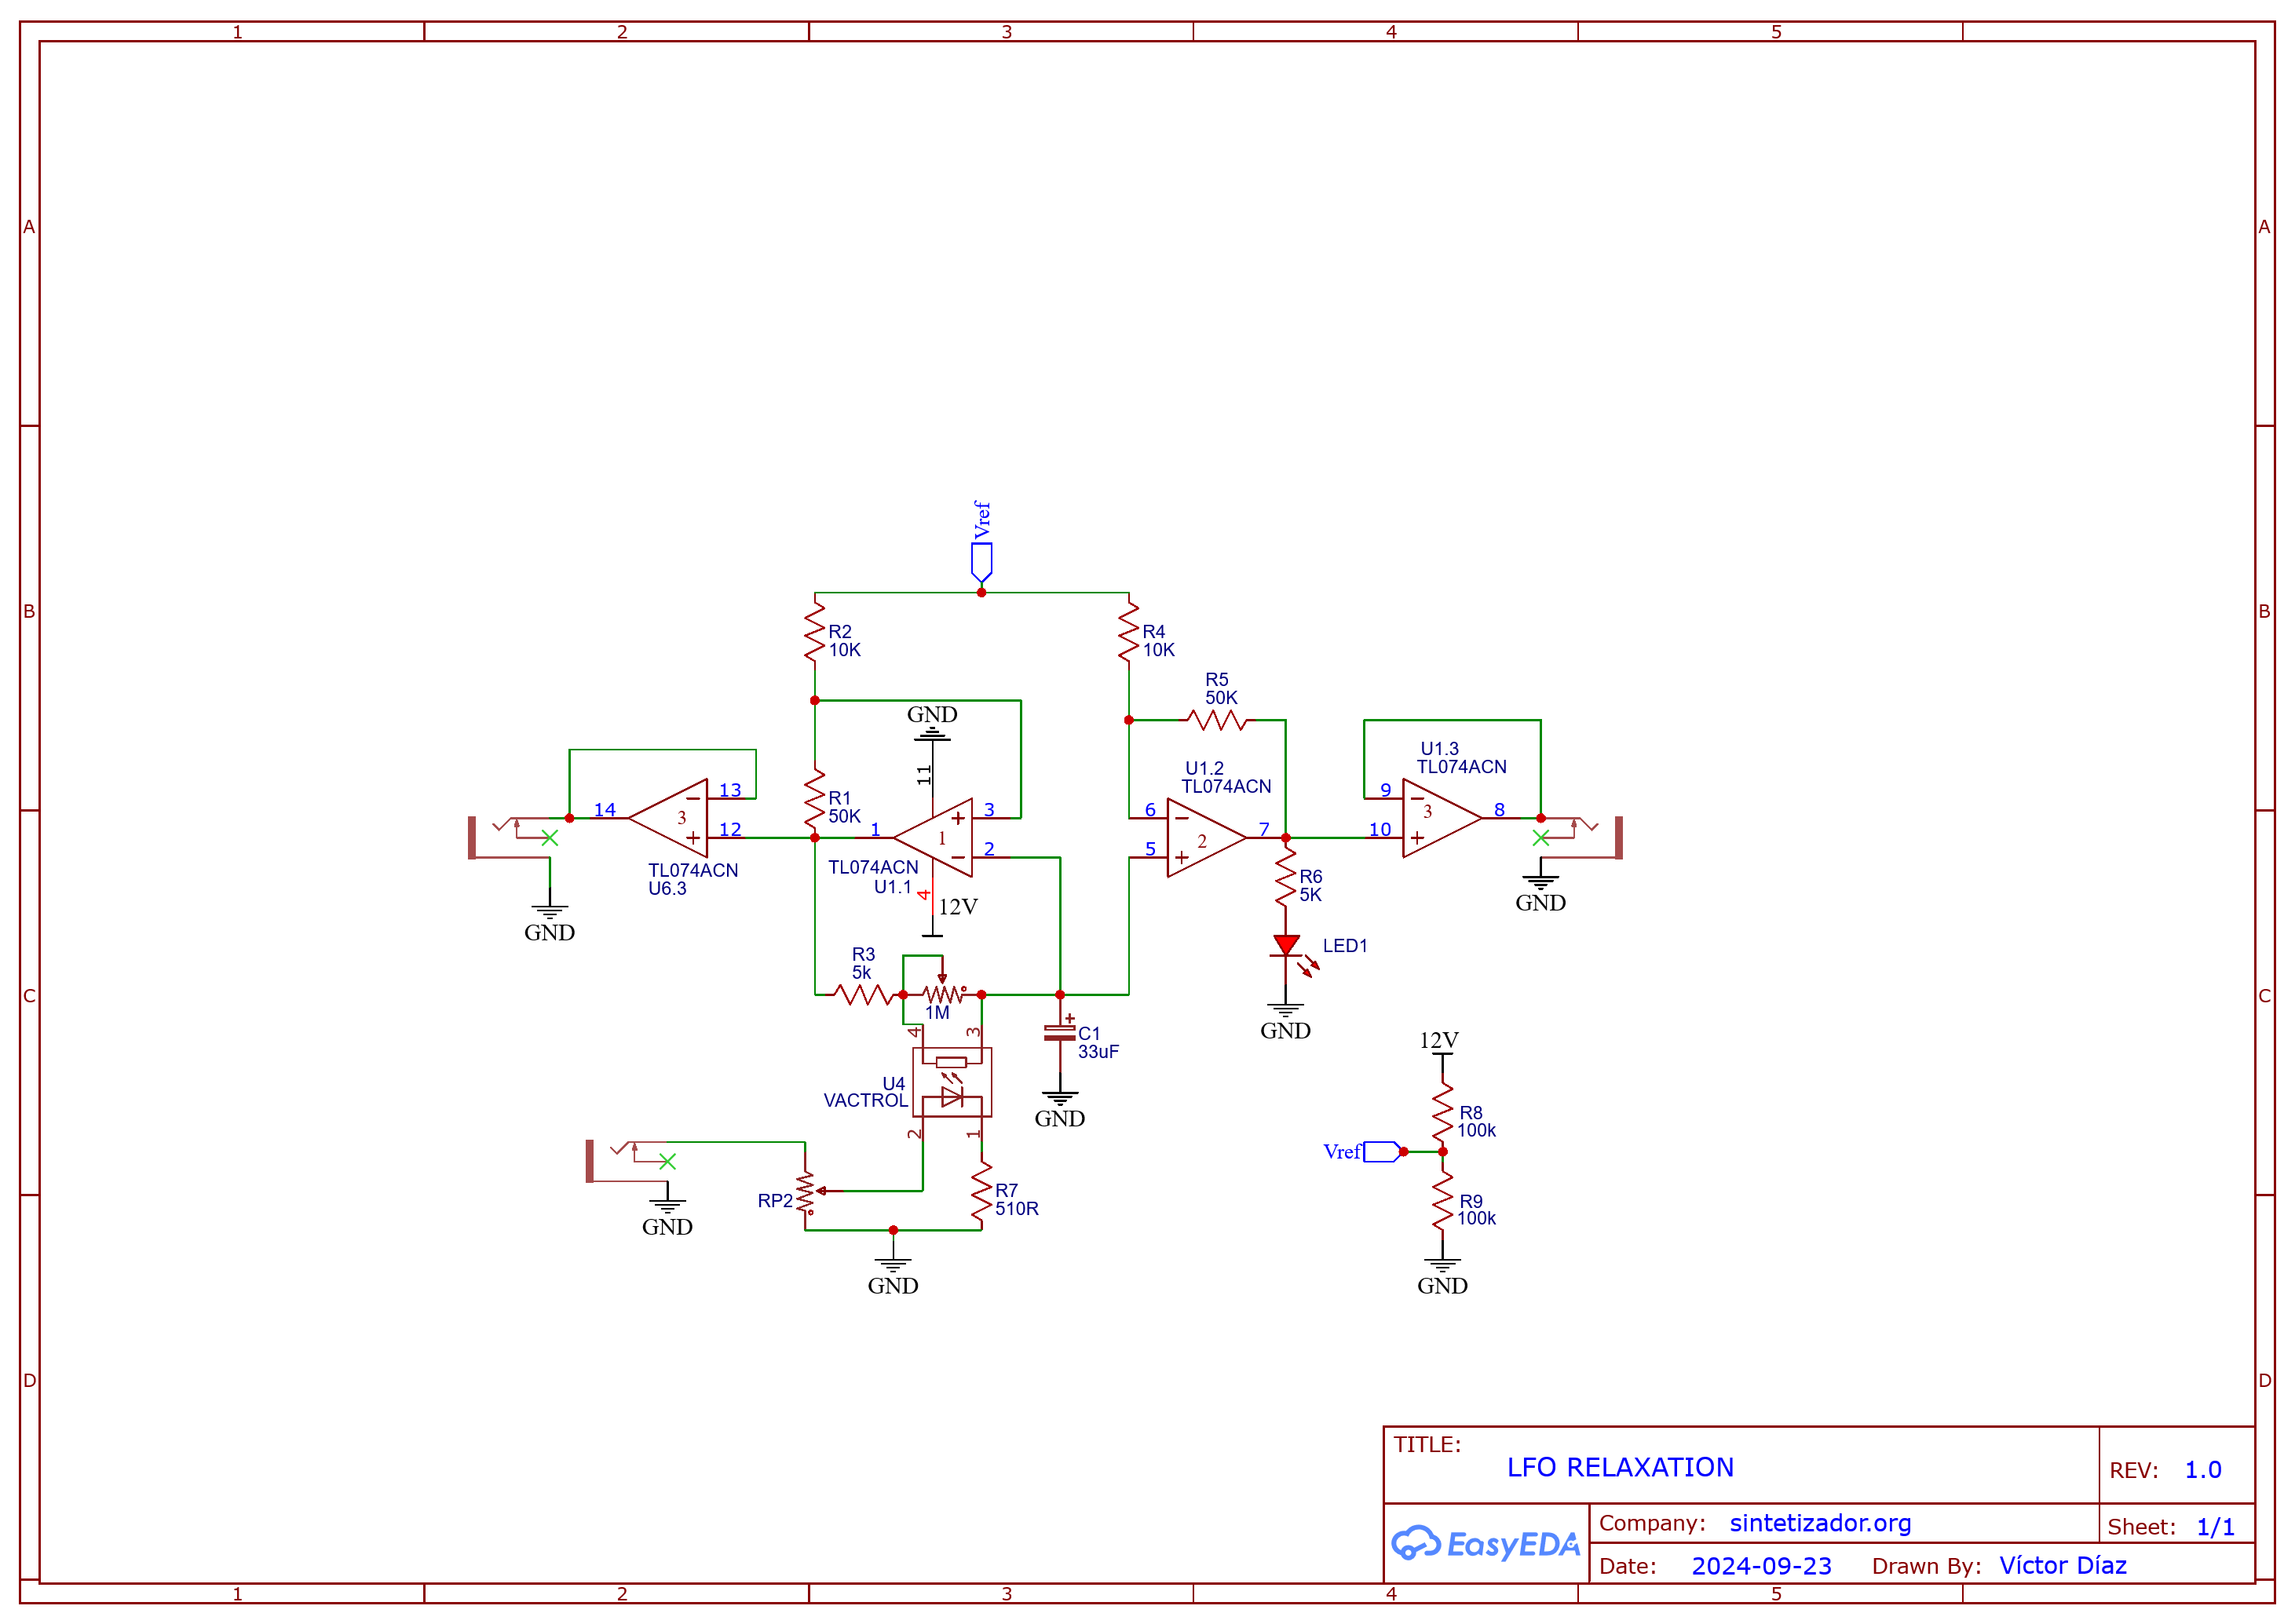 1 2 3 4 5
A A
Vref
B B
R2
10K
R4
10K
R5
50K
GND
11
U1.3
TL074ACN
U1.2
TL074ACN
R1
50K
13
14
3
12
TL074ACN
U6.3
1
1
3
2
TL074ACN
U1.1
4
12V
6
5
2
7
9
10
3
8
R6
5K
LED1
GND
GND
GND
C C
R3
5k
1M
4
3
C1
33uF
GND
U4
VACTROL
2
1
12V
R8
100k
Vref
R9
100k
GND
RP2
R7
510R
GND
GND
D D
TITLE:
LFO RELAXATION
REV: 1.0
EasyEDA
Company: sintetizador.org
Sheet: 1/1
Date: 2024-09-23 Drawn By: Víctor Díaz
1 2 3 4 5